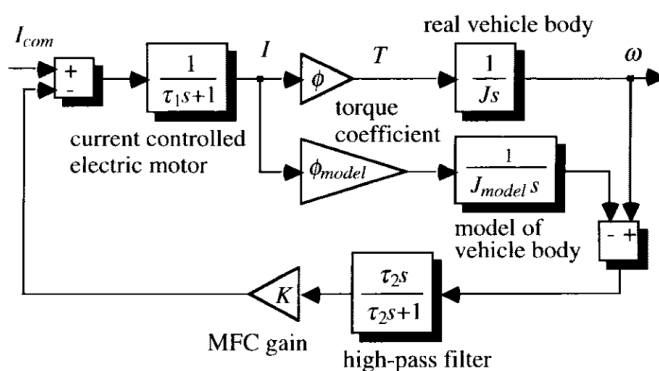 real vehicle body
I_com
I
T
ω
+
-
1
τ₁s+1
ϕ
1
Js
current controlled
electric motor
torque
coefficient
ϕ_model
1
J_model s
model of
vehicle body
- +
K
τ₂s
τ₂s+1
MFC gain
high-pass filter